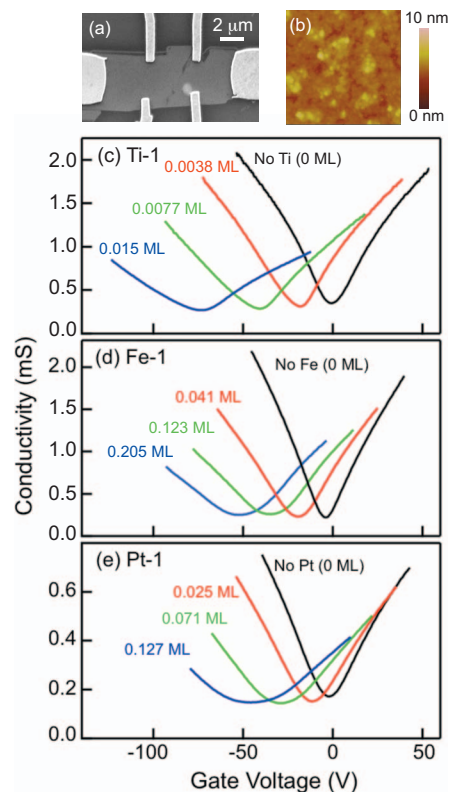 (a)
2 μm
(b)
10 nm
0 nm
(c) Ti-1
No Ti (0 ML)
0.0038 ML
0.0077 ML
0.015 ML
2.0
1.5
1.0
0.5
0.0
(d) Fe-1
No Fe (0 ML)
0.041 ML
0.123 ML
0.205 ML
2.0
1.5
1.0
0.5
0.0
(e) Pt-1
No Pt (0 ML)
0.025 ML
0.071 ML
0.127 ML
0.6
0.4
0.2
0.0
Conductivity (mS)
-100 -50 0 50
Gate Voltage (V)